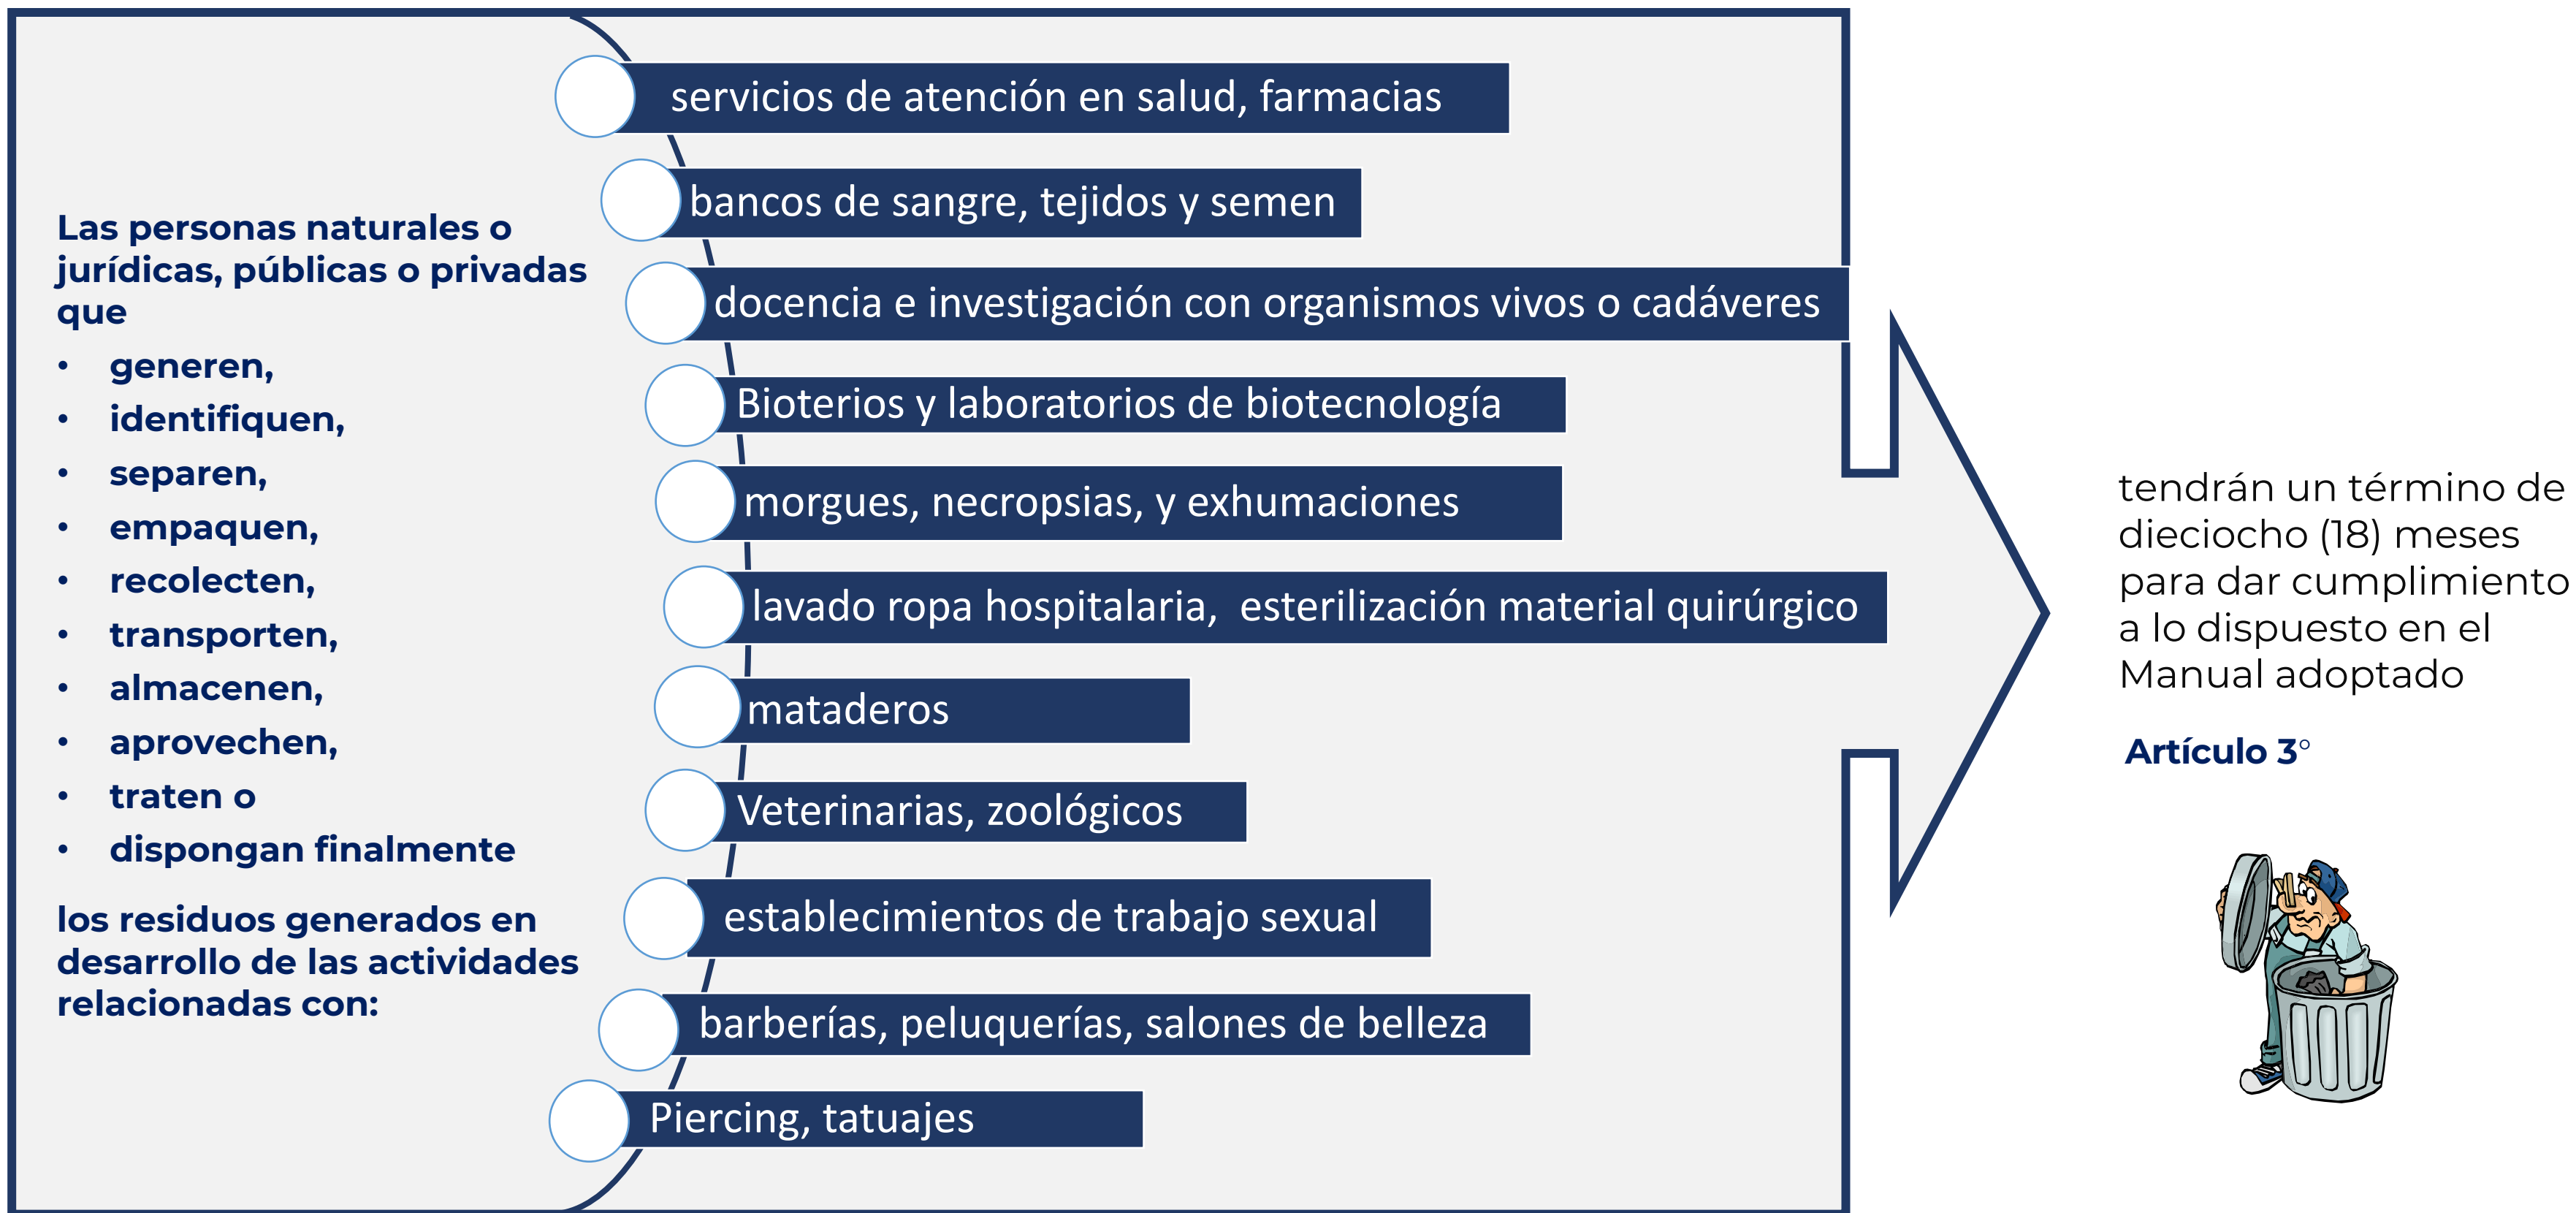 Las personas naturales o
jurídicas, públicas o privadas
que
• generen,
• identifiquen,
• separen,
• empaquen,
• recolecten,
• transporten,
• almacenen,
• aprovechen,
• traten o
• dispongan finalmente
los residuos generados en
desarrollo de las actividades
relacionadas con:
servicios de atención en salud, farmacias
bancos de sangre, tejidos y semen
docencia e investigación con organismos vivos o cadáveres
Bioterios y laboratorios de biotecnología
morgues, necropsias, y exhumaciones
lavado ropa hospitalaria,  esterilización material quirúrgico
mataderos
Veterinarias, zoológicos
establecimientos de trabajo sexual
barberías, peluquerías, salones de belleza
Piercing, tatuajes
tendrán un término de
dieciocho (18) meses
para dar cumplimiento
a lo dispuesto en el
Manual adoptado
Artículo 3°